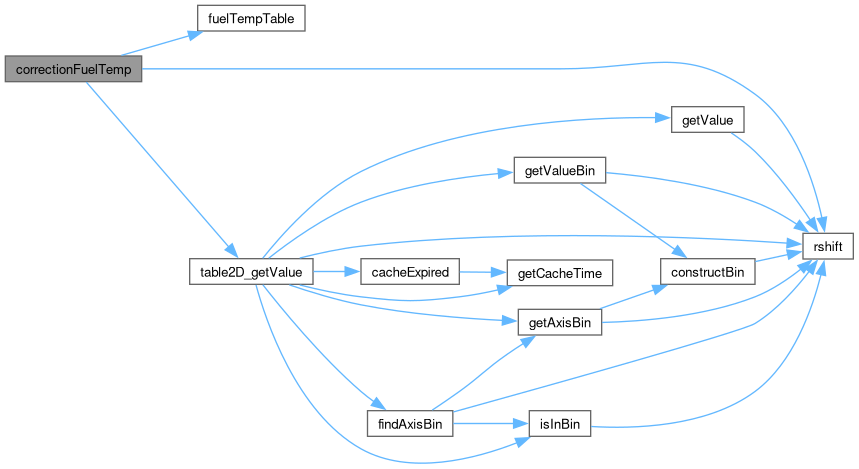 fuelTempTable
correctionFuelTemp
getValue
getValueBin
rshift
table2D_getValue
cacheExpired
getCacheTime
constructBin
getAxisBin
findAxisBin
isInBin